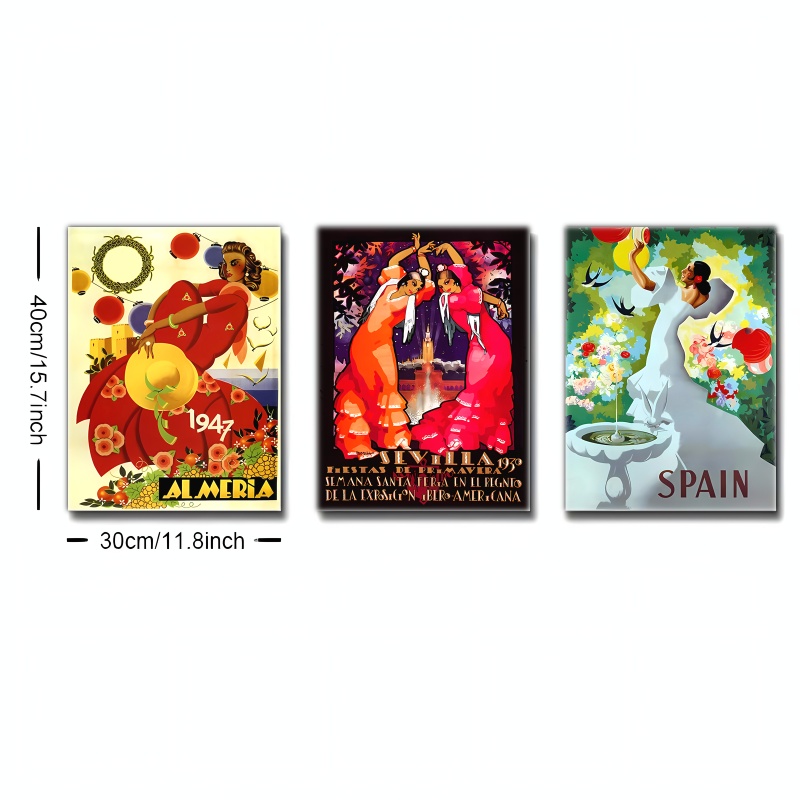 40cm/15.7inch
30cm/11.8inch
1947
ALMERÍA
SEVILLA 1930
FIESTAS DE PRIMAVERA
SEMANA SANTA FERIA EN EL RECINTO
DE LA EXPOSICION IBERO AMERICANA
SPAIN